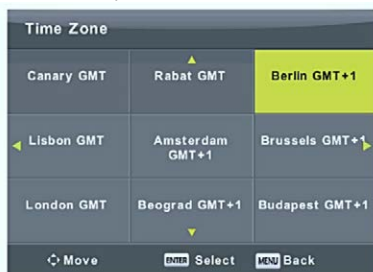 Time Zone
Canary GMT Rabat GMT Berlin GMT+1
Lisbon GMT Amsterdam GMT+1 Brussels GMT+1
London GMT Beograd GMT+1 Budapest GMT+1
Move ENTER Select MENU Back